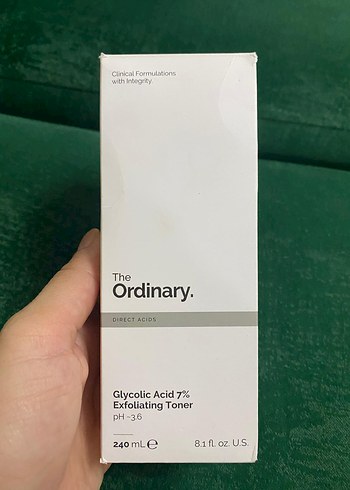 Clinical Formulations
with Integrity.
The
Ordinary.
DIRECT ACIDS
Glycolic Acid 7%
Exfoliating Toner
pH ~3.6
240 mL ℮ 8.1 fl. oz. U.S.